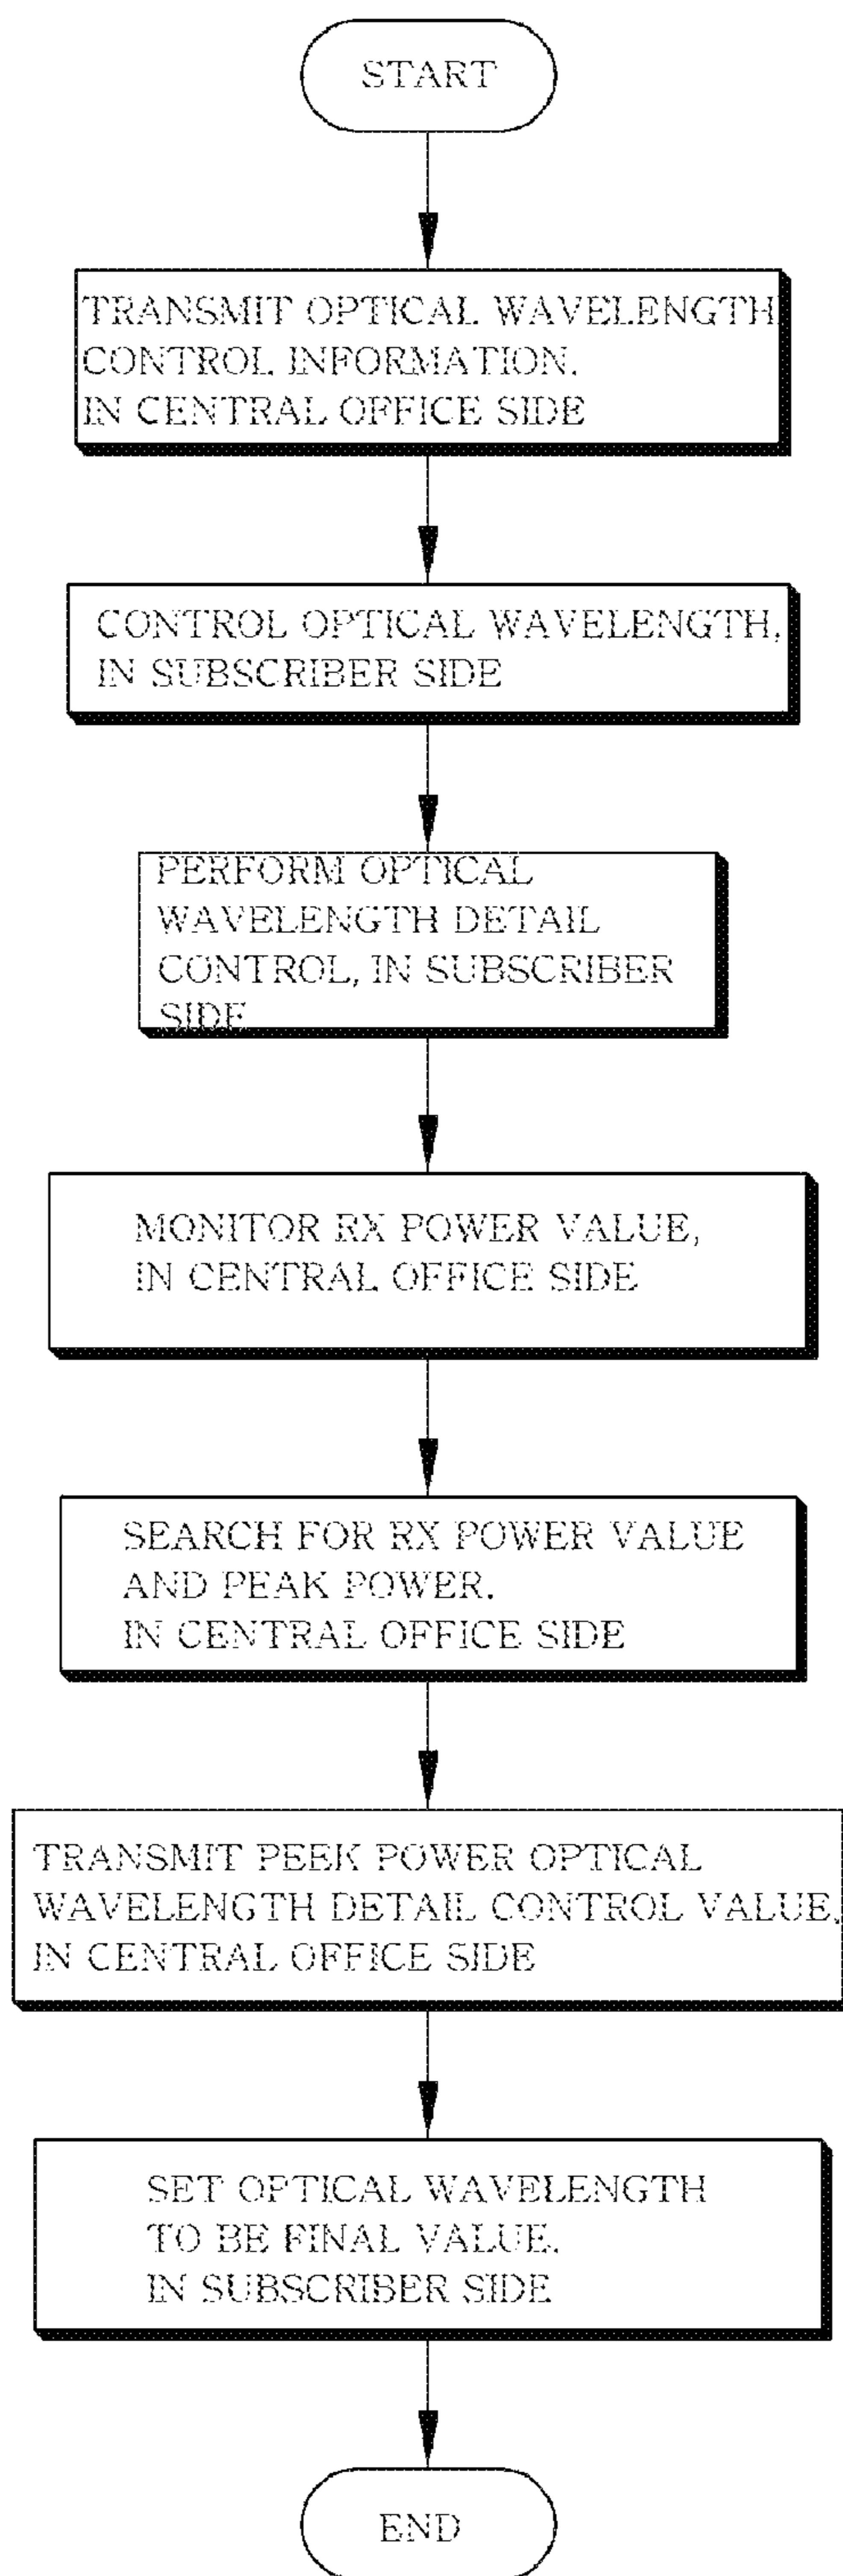 START
TRANSMIT OPTICAL WAVELENGTH
CONTROL INFORMATION,
IN CENTRAL OFFICE SIDE
CONTROL OPTICAL WAVELENGTH,
IN SUBSCRIBER SIDE
PERFORM OPTICAL
WAVELENGTH DETAIL
CONTROL, IN SUBSCRIBER
SIDE
MONITOR RX POWER VALUE,
IN CENTRAL OFFICE SIDE
SEARCH FOR RX POWER VALUE
AND PEAK POWER,
IN CENTRAL OFFICE SIDE
TRANSMIT PEEK POWER OPTICAL
WAVELENGTH DETAIL CONTROL VALUE,
IN CENTRAL OFFICE SIDE
SET OPTICAL WAVELENGTH
TO BE FINAL VALUE,
IN SUBSCRIBER SIDE
END